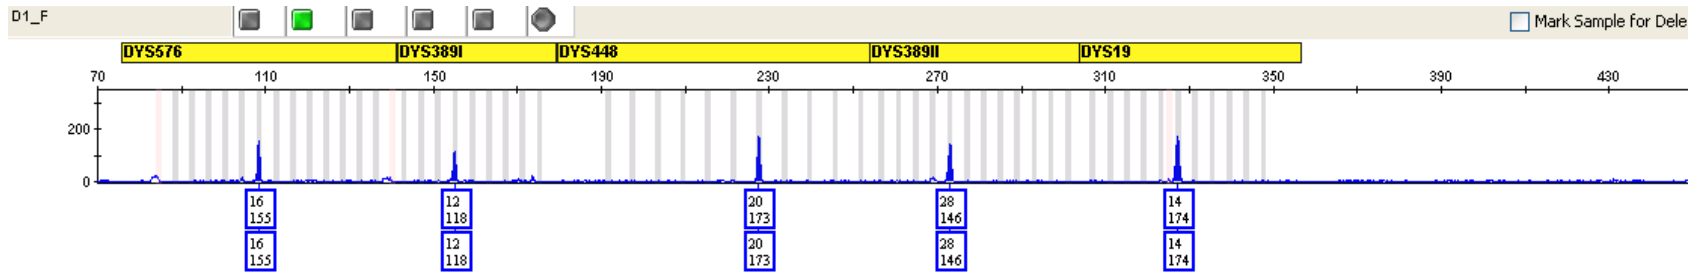 D1_F
Mark Sample for Dele
DYS576 DYS389I DYS448 DYS389II DYS19
70 110 150 190 230 270 310 350 390 430
200
0
16 12 20 28 14
155 118 173 146 174
16 12 20 28 14
155 118 173 146 174